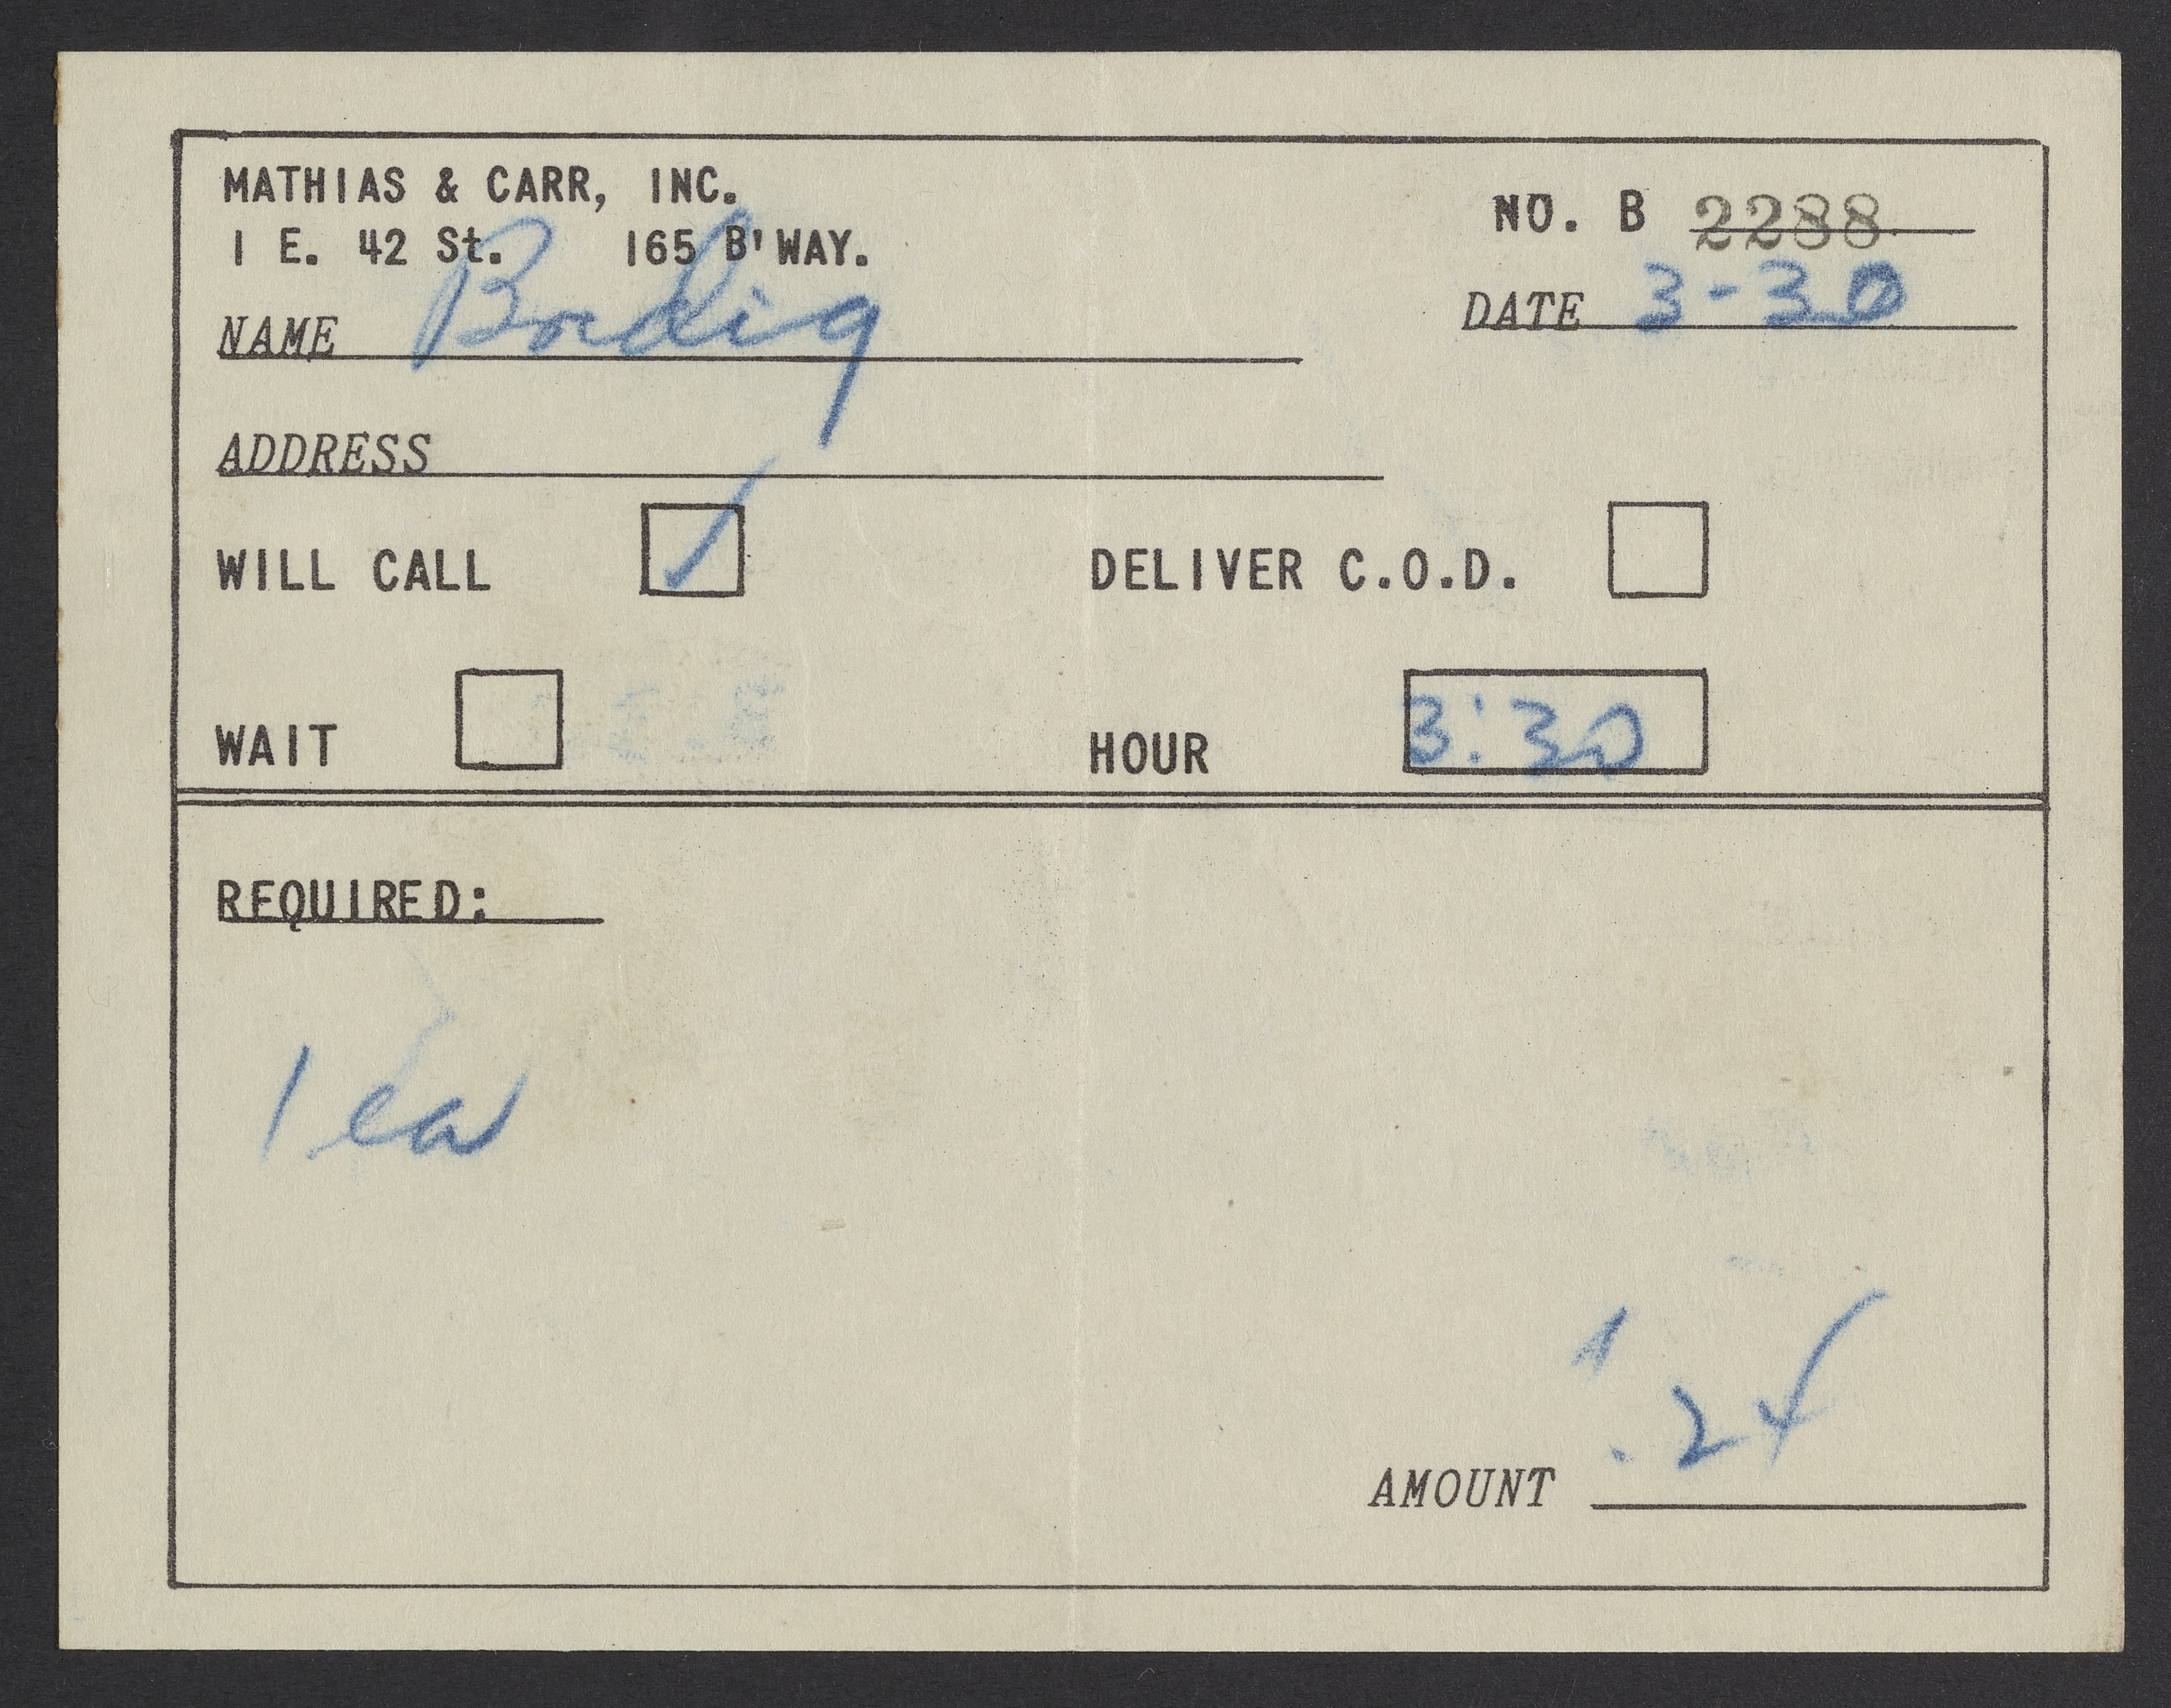 MATHIAS & CARR, INC.
1 E. 42 St. 165 B'WAY.
NO. B 2288
DATE 3-30
NAME Bodig
ADDRESS
WILL CALL ✓
DELIVER C.O.D.
WAIT
HOUR 3:30
REQUIRED:
1 ea
AMOUNT .24